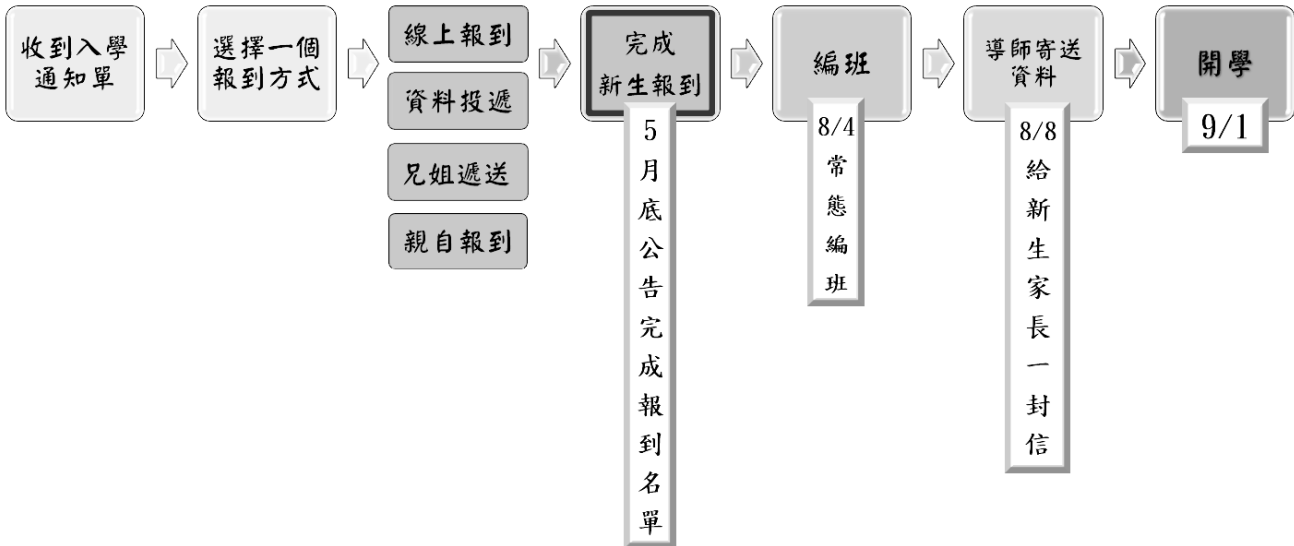 收到入學
通知單
選擇一個
報到方式
線上報到
資料投遞
兄姐遞送
親自報到
完成
新生報到
5月底公告完成報到名單
編班
8/4
常態編班
導師寄送
資料
8/8
給新生家長一封信
開學
9/1